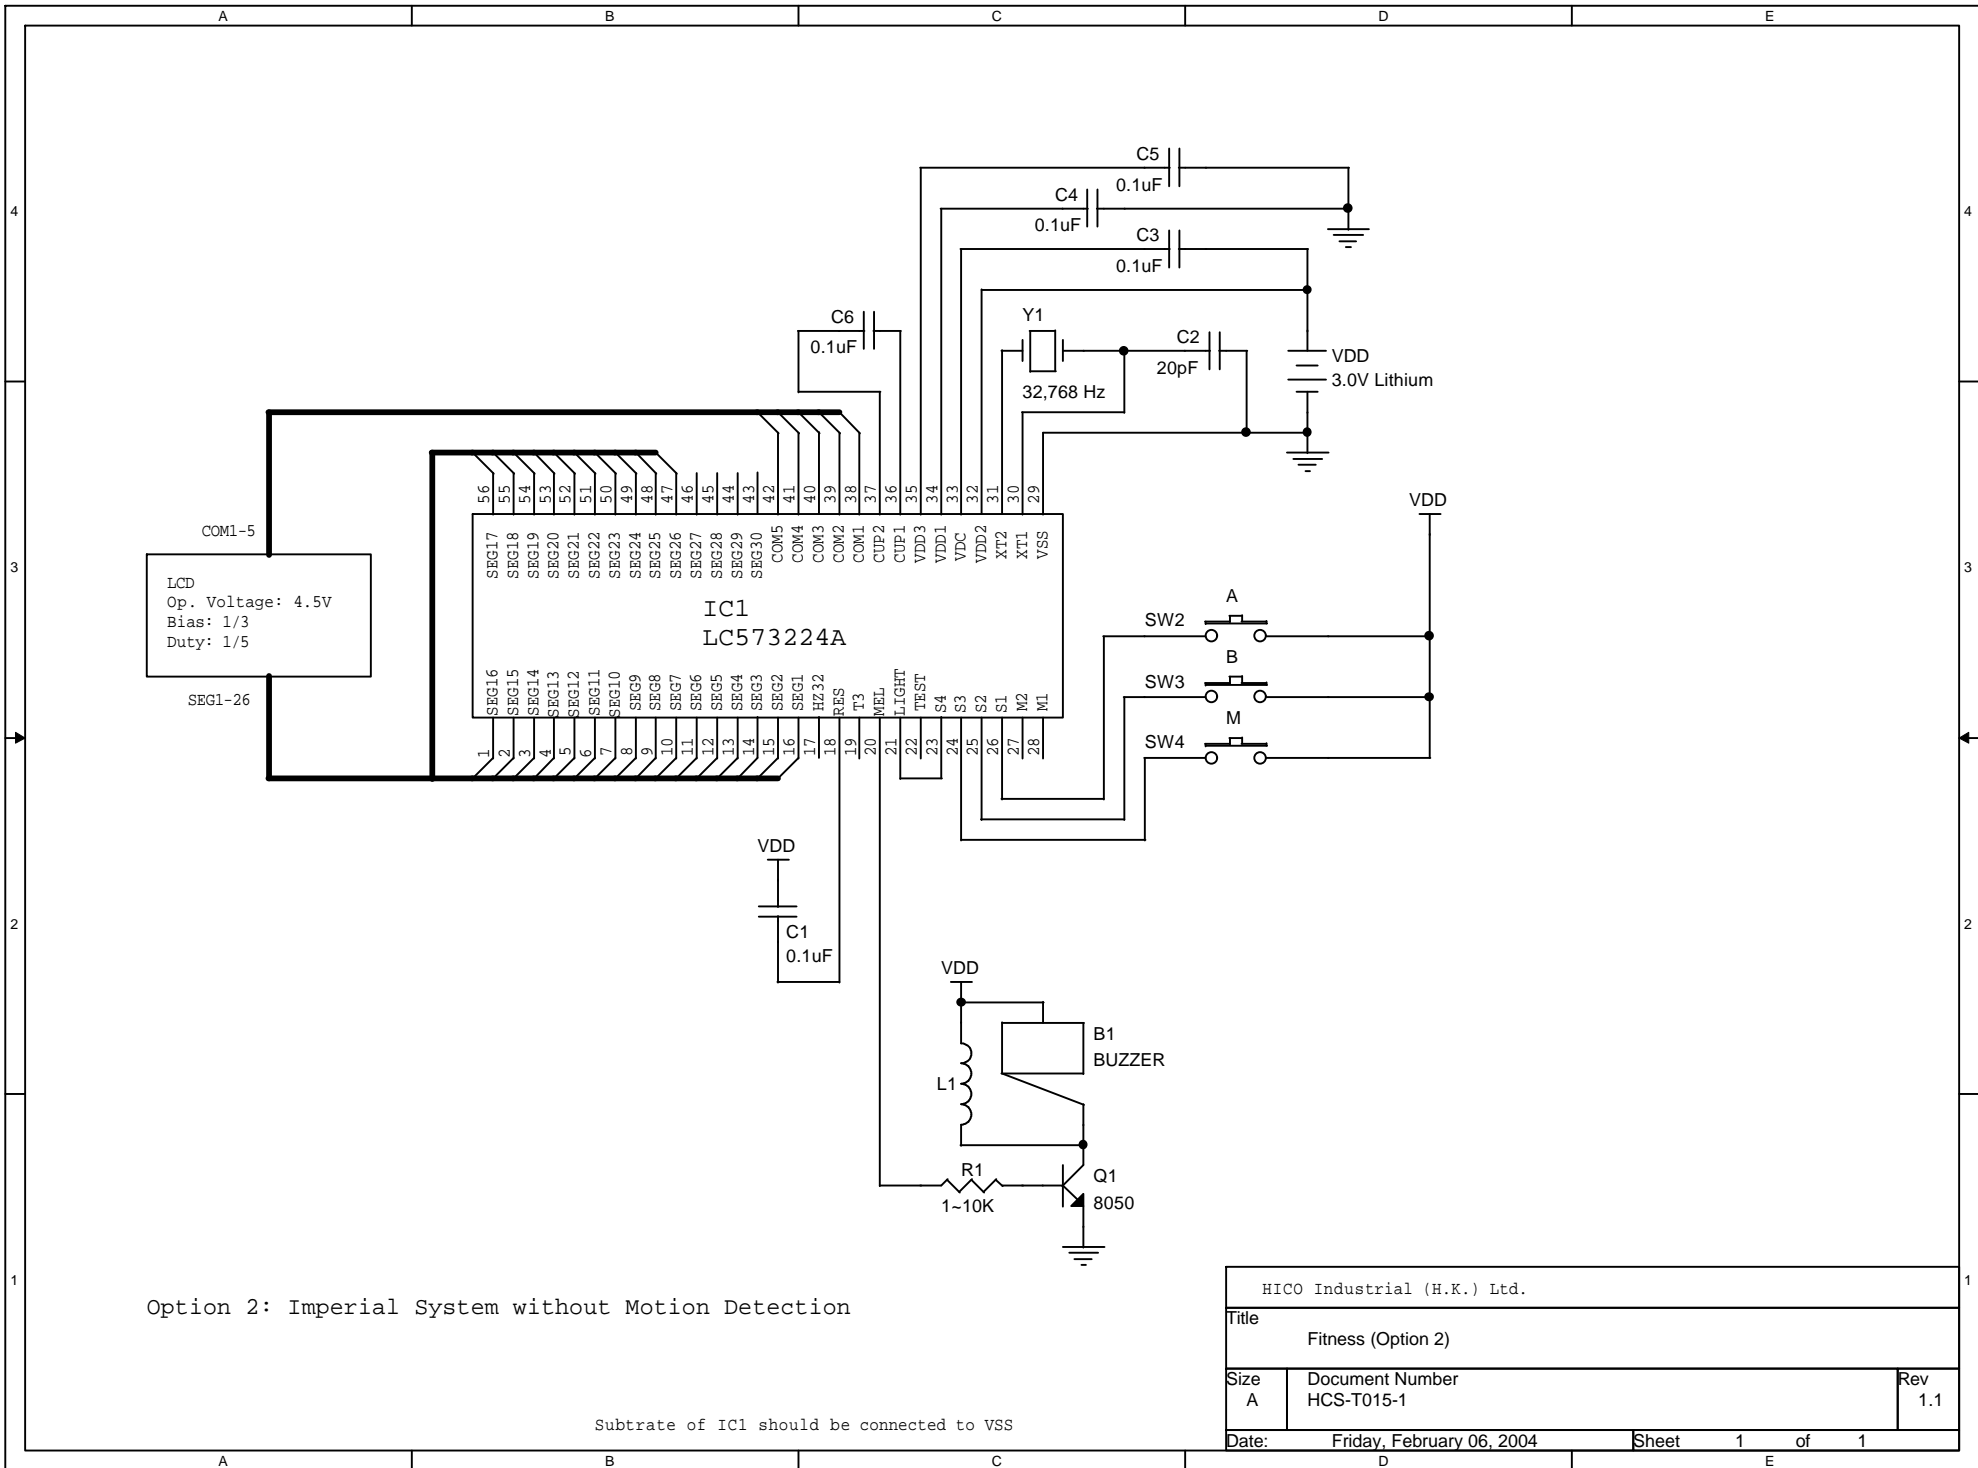 A B C D E
4 4
3 3
2 2
1 1
C5
0.1uF
C4
0.1uF
C3
0.1uF
C6
0.1uF
Y1
32,768 Hz
C2
20pF
VDD
3.0V Lithium
56 55 54 53 52 51 50 49 48 47 46 45 44 43 42 41 40 39 38 37 36 35 34 33 32 31 30 29
SEG17 SEG18 SEG19 SEG20 SEG21 SEG22 SEG23 SEG24 SEG25 SEG26 SEG27 SEG28 SEG29 SEG30 COM5 COM4 COM3 COM2 COM1 CUP2 CUP1 VDD3 VDD1 VDC VDD2 XT2 XT1 VSS
IC1
LC573224A
SEG16 SEG15 SEG14 SEG13 SEG12 SEG11 SEG10 SEG9 SEG8 SEG7 SEG6 SEG5 SEG4 SEG3 SEG2 SEG1 HZ32 RES T3 MEL LIGHT TEST S4 S3 S2 S1 M2 M1
1 2 3 4 5 6 7 8 9 10 11 12 13 14 15 16 17 18 19 20 21 22 23 24 25 26 27 28
COM1-5
LCD
Op. Voltage: 4.5V
Bias: 1/3
Duty: 1/5
SEG1-26
VDD
A
SW2
B
SW3
M
SW4
VDD
C1
0.1uF
VDD
B1
BUZZER
L1
R1
1~10K
Q1
8050
Option 2: Imperial System without Motion Detection
Subtrate of IC1 should be connected to VSS
HICO Industrial (H.K.) Ltd.
Title
Fitness (Option 2)
Size
A
Document Number
HCS-T015-1
Rev
1.1
Date: Friday, February 06, 2004 Sheet 1 of 1
A B C D E